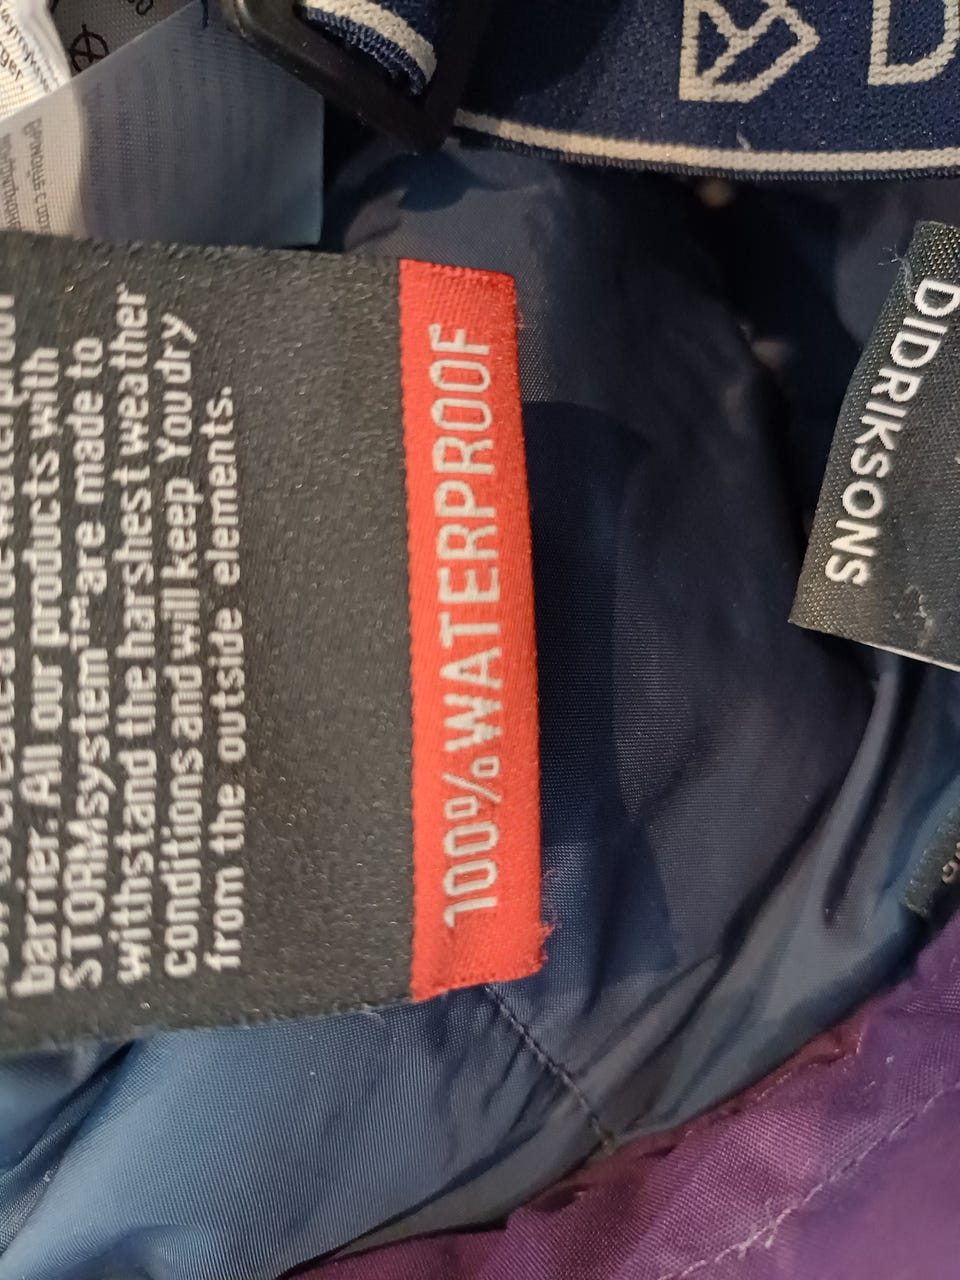 barrier. All our products with
STORMsystem™ are made to
withstand the harshest weather
conditions and will keep You dry
from the outside elements.
100% WATERPROOF
DIDRIKSONS
D